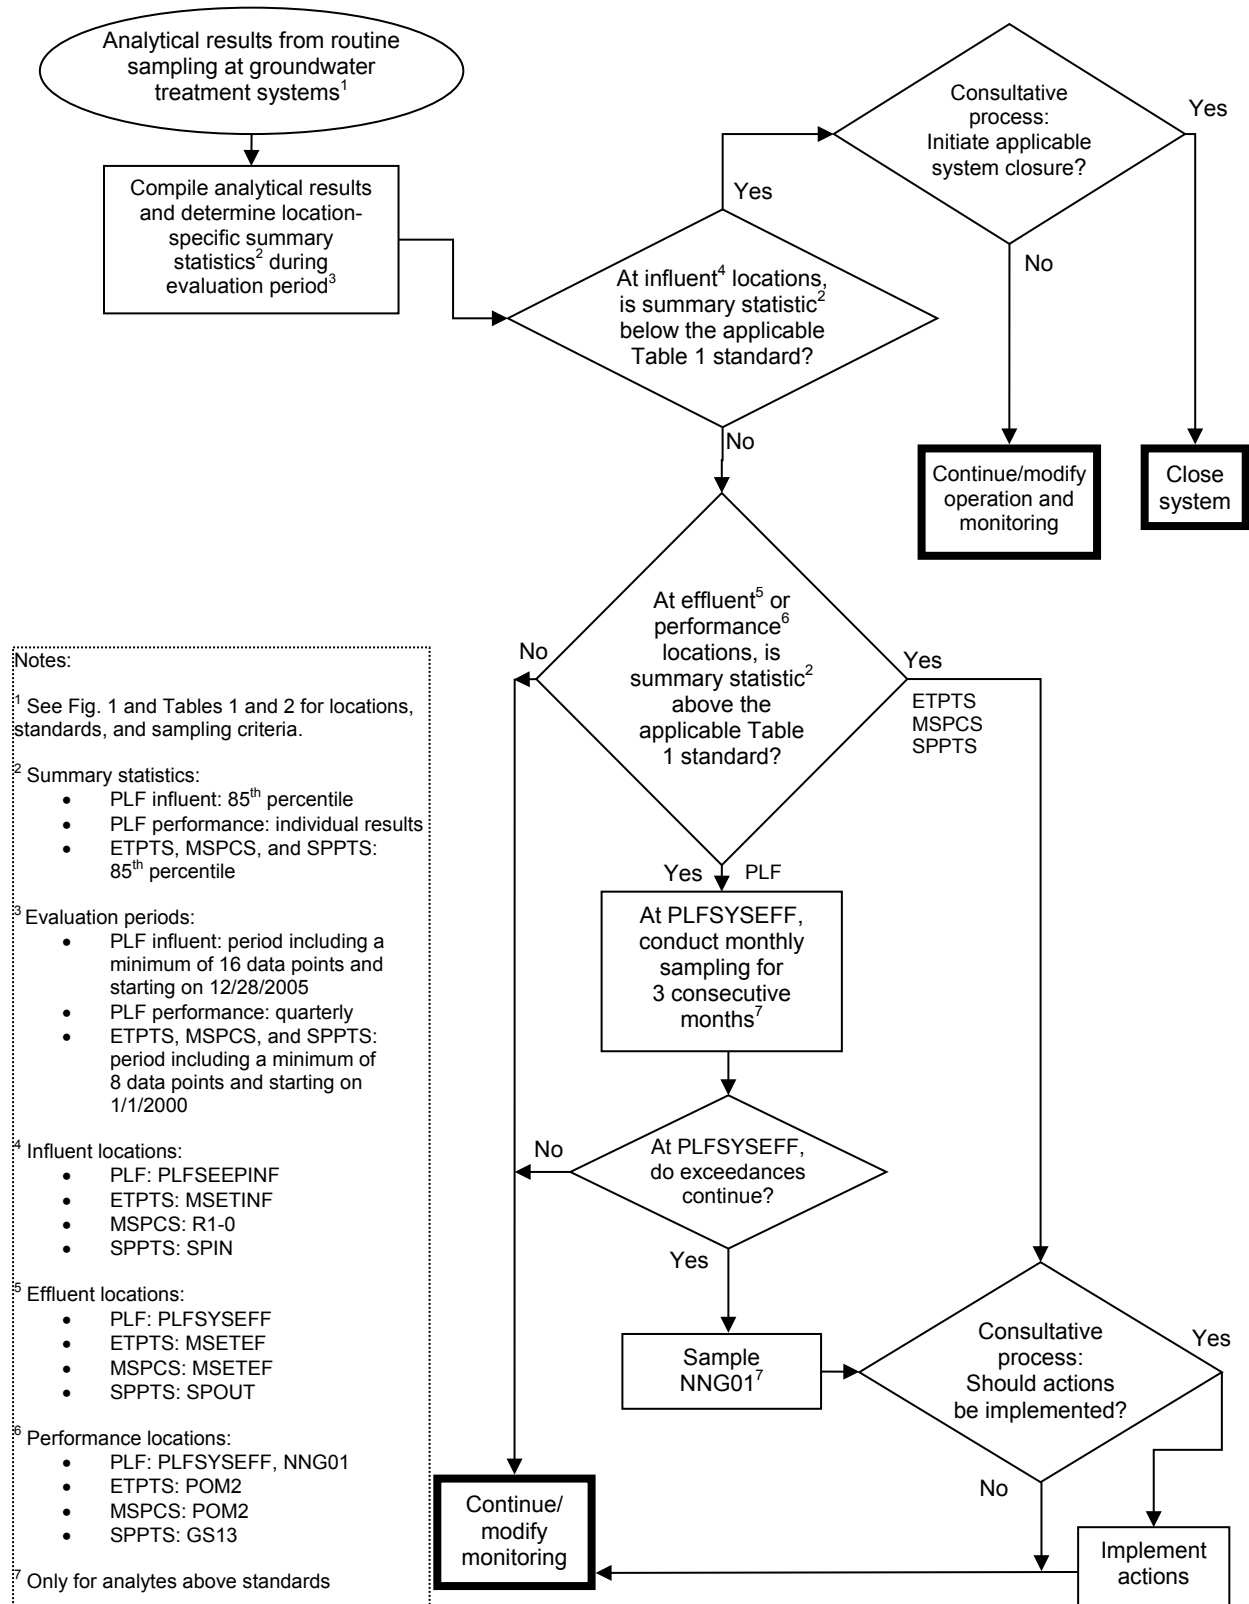 Analytical results from routine
sampling at groundwater
treatment systems1
Compile analytical results
and determine location-
specific summary
statistics2 during
evaluation period3
At influent4 locations,
is summary statistic2
below the applicable
Table 1 standard?
Yes
No
Consultative
process:
Initiate applicable
system closure?
Yes
No
Continue/modify
operation and
monitoring
Close
system
At effluent5 or
performance6
locations, is
summary statistic2
above the
applicable Table
1 standard?
No
Yes
ETPTS
MSPCS
SPPTS
Yes
PLF
At PLFSYSEFF,
conduct monthly
sampling for
3 consecutive
months7
At PLFSYSEFF,
do exceedances
continue?
No
Yes
Sample
NNG017
Consultative
process:
Should actions
be implemented?
Yes
No
Implement
actions
Continue/
modify
monitoring
Notes:
1 See Fig. 1 and Tables 1 and 2 for locations,
standards, and sampling criteria.
2 Summary statistics:
• PLF influent: 85th percentile
• PLF performance: individual results
• ETPTS, MSPCS, and SPPTS:
85th percentile
3 Evaluation periods:
• PLF influent: period including a
minimum of 16 data points and
starting on 12/28/2005
• PLF performance: quarterly
• ETPTS, MSPCS, and SPPTS:
period including a minimum of
8 data points and starting on
1/1/2000
4 Influent locations:
• PLF: PLFSEEPINF
• ETPTS: MSETINF
• MSPCS: R1-0
• SPPTS: SPIN
5 Effluent locations:
• PLF: PLFSYSEFF
• ETPTS: MSETEF
• MSPCS: MSETEF
• SPPTS: SPOUT
6 Performance locations:
• PLF: PLFSYSEFF, NNG01
• ETPTS: POM2
• MSPCS: POM2
• SPPTS: GS13
7 Only for analytes above standards